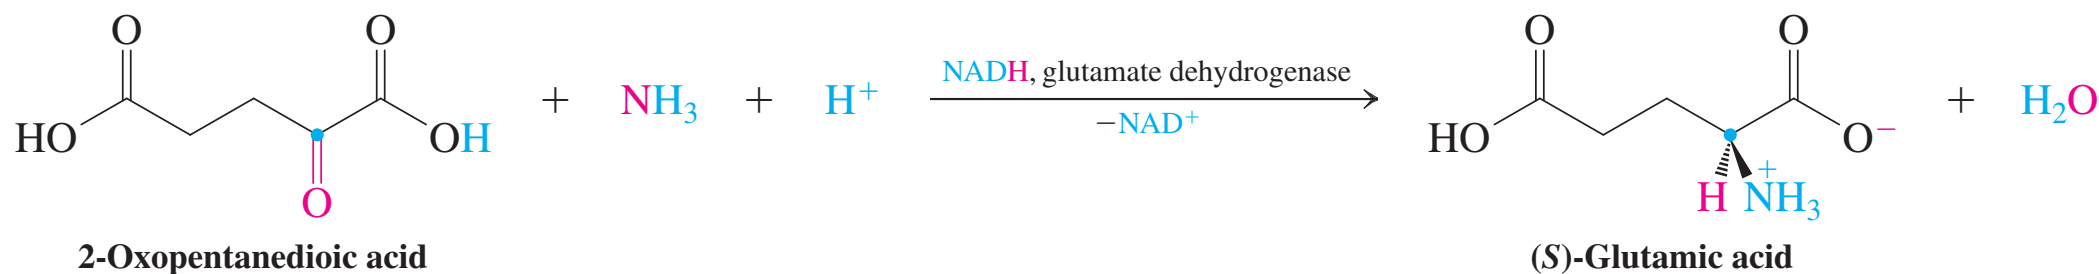 O O O O
HO OH + NH₃ + H⁺ NADH, glutamate dehydrogenase HO O⁻ + H₂O
−NAD⁺
O H NH₃ +
2-Oxopentanedioic acid (S)-Glutamic acid